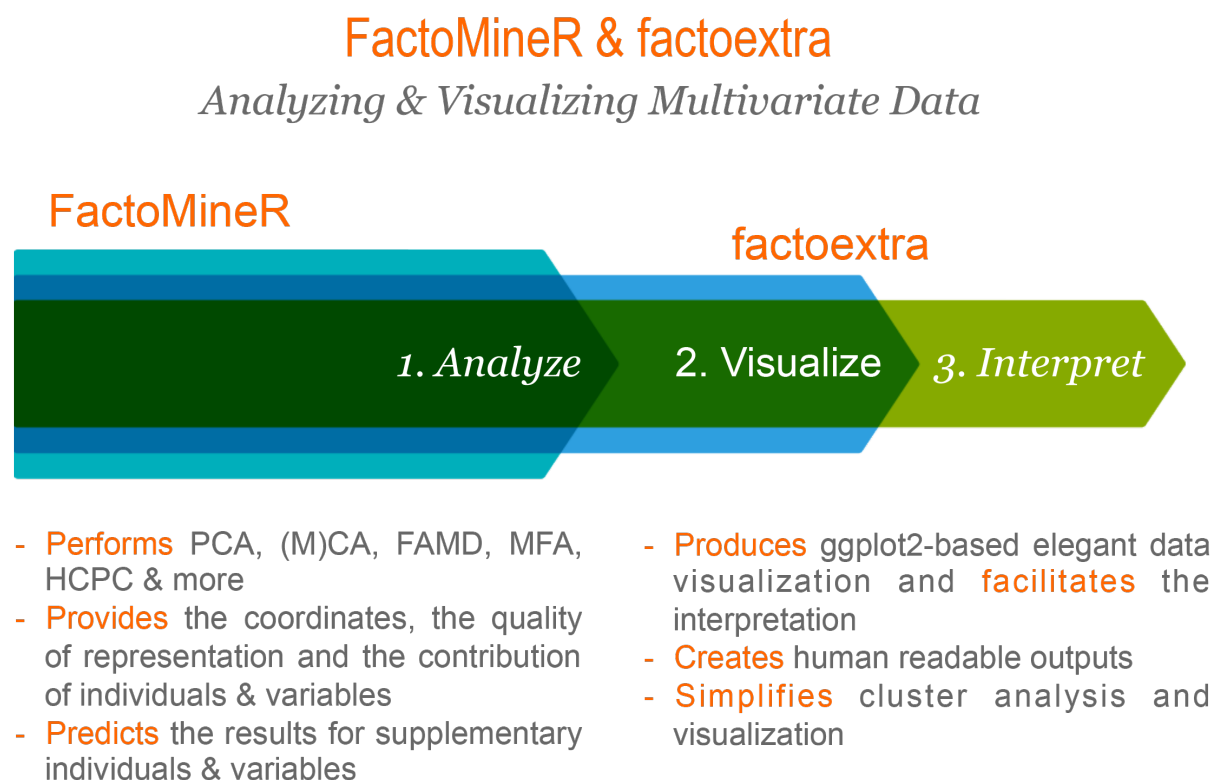 FactoMineR & factoextra
Analyzing & Visualizing Multivariate Data
FactoMineR
factoextra
1. Analyze
2. Visualize
3. Interpret
- Performs PCA, (M)CA, FAMD, MFA,
HCPC & more
- Provides the coordinates, the quality
of representation and the contribution
of individuals & variables
- Predicts the results for supplementary
individuals & variables
- Produces ggplot2-based elegant data
visualization and facilitates the
interpretation
- Creates human readable outputs
- Simplifies cluster analysis and
visualization